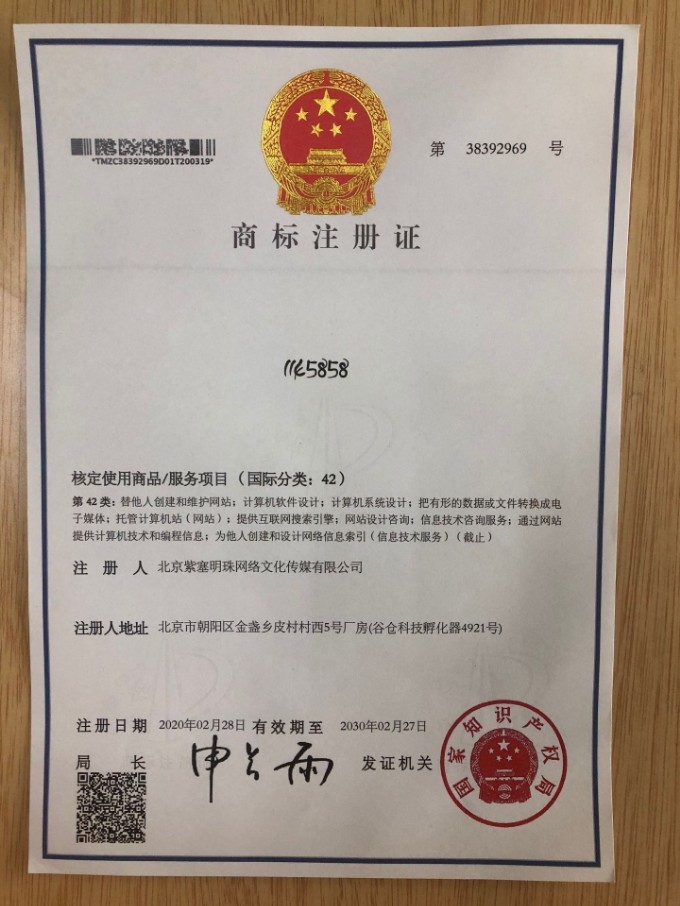 *TMZC38392969D01T200319*
第 38392969 号
商标注册证
1145858
核定使用商品/服务项目（国际分类：42）
第 42 类：替他人创建和维护网站；计算机软件设计；计算机系统设计；把有形的数据或文件转换成电
子媒体；托管计算机站（网站）；提供互联网搜索引擎；网站设计咨询；信息技术咨询服务；通过网站
提供计算机技术和编程信息；为他人创建和设计网络信息索引（信息技术服务）（截止）
注 册 人 北京紫塞明珠网络文化传媒有限公司
注册人地址 北京市朝阳区金盏乡皮村村西5号厂房(谷仓科技孵化器4921号)
注册日期 2020年02月28日 有效期至 2030年02月27日
局 长 申长雨 发证机关
国家知识产权局